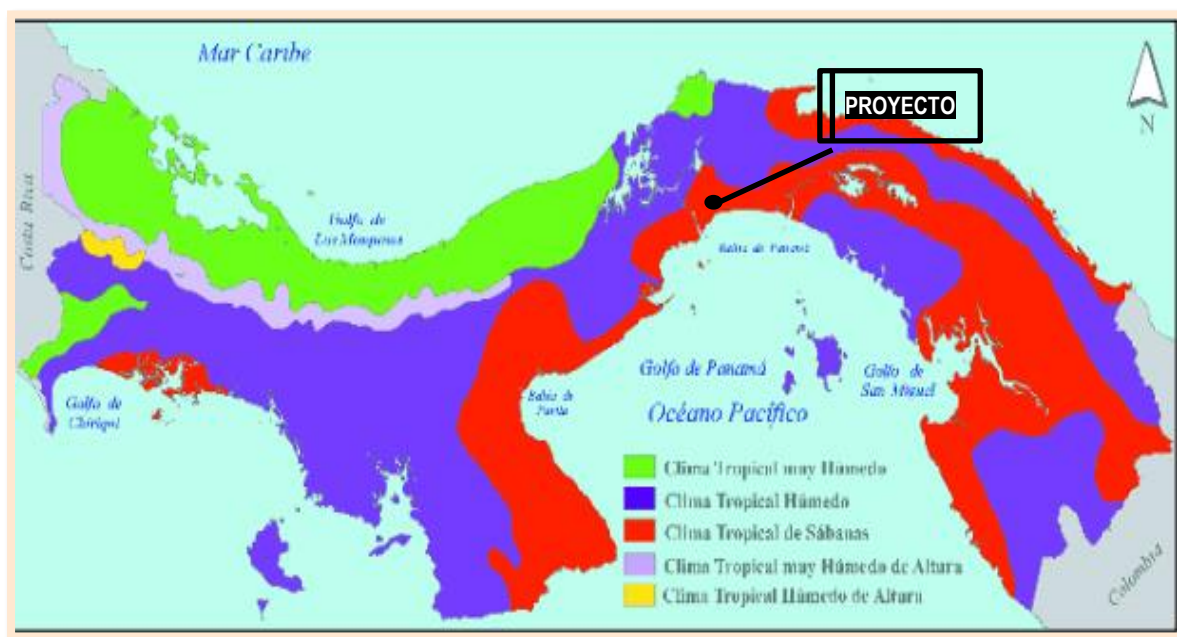 Mar Caribe
PROYECTO
N
Costa Rica
Golfo de
Los Mosquitos
Bahía de Panamá
Golfo de Panamá
Golfo de
San Miguel
Golfo de
Chiriquí
Bahía de
Parita
Océano Pacífico
Clima Tropical muy Húmedo
Clima Tropical Húmedo
Clima Tropical de Sábanas
Clima Tropical muy Húmedo de Altura
Clima Tropical Húmedo de Altura
Colombia